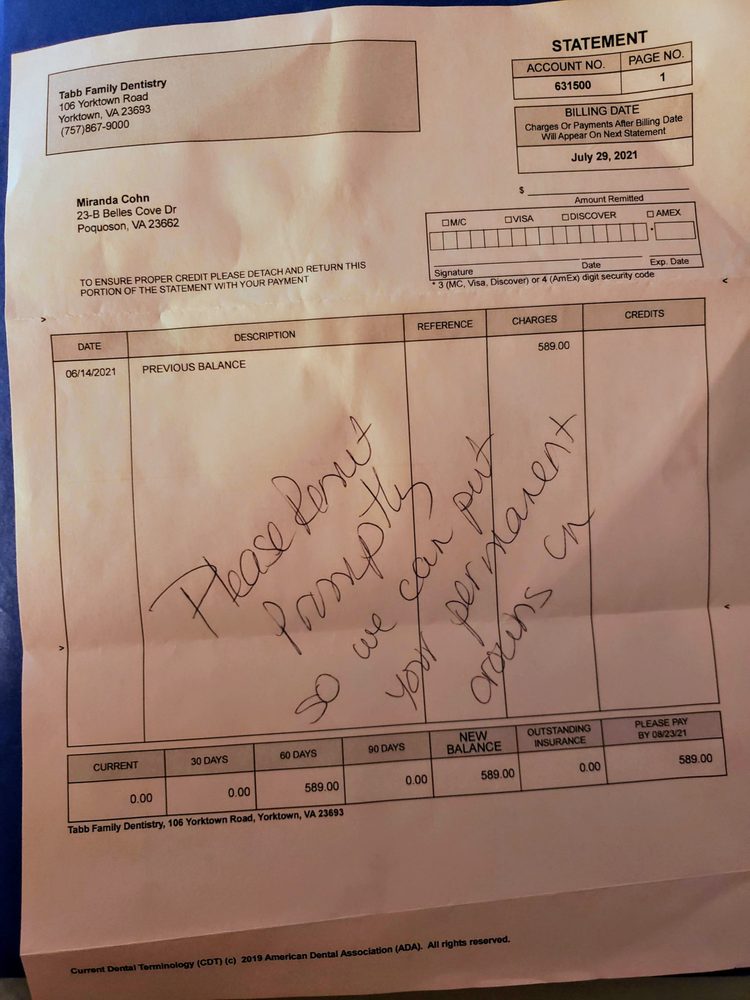 STATEMENT
Tabb Family Dentistry
106 Yorktown Road
Yorktown, VA 23693
(757)867-9000
ACCOUNT NO. PAGE NO.
631500 1
BILLING DATE
Charges Or Payments After Billing Date
Will Appear On Next Statement
July 29, 2021
Miranda Cohn
23-B Belles Cove Dr
Poquoson, VA 23662
$
Amount Remitted
M/C VISA DISCOVER AMEX
*
Signature Date Exp. Date
* 3 (MC, Visa, Discover) or 4 (AmEx) digit security code
TO ENSURE PROPER CREDIT PLEASE DETACH AND RETURN THIS
PORTION OF THE STATEMENT WITH YOUR PAYMENT
DATE DESCRIPTION REFERENCE CHARGES CREDITS
06/14/2021 PREVIOUS BALANCE 589.00
Please Remit
Promptly
so we can put
your permanent
crowns on
CURRENT 30 DAYS 60 DAYS 90 DAYS NEW BALANCE OUTSTANDING INSURANCE PLEASE PAY BY 08/23/21
0.00 0.00 589.00 0.00 589.00 0.00 589.00
Tabb Family Dentistry, 106 Yorktown Road, Yorktown, VA 23693
Current Dental Terminology (CDT) (c) 2019 American Dental Association (ADA). All rights reserved.